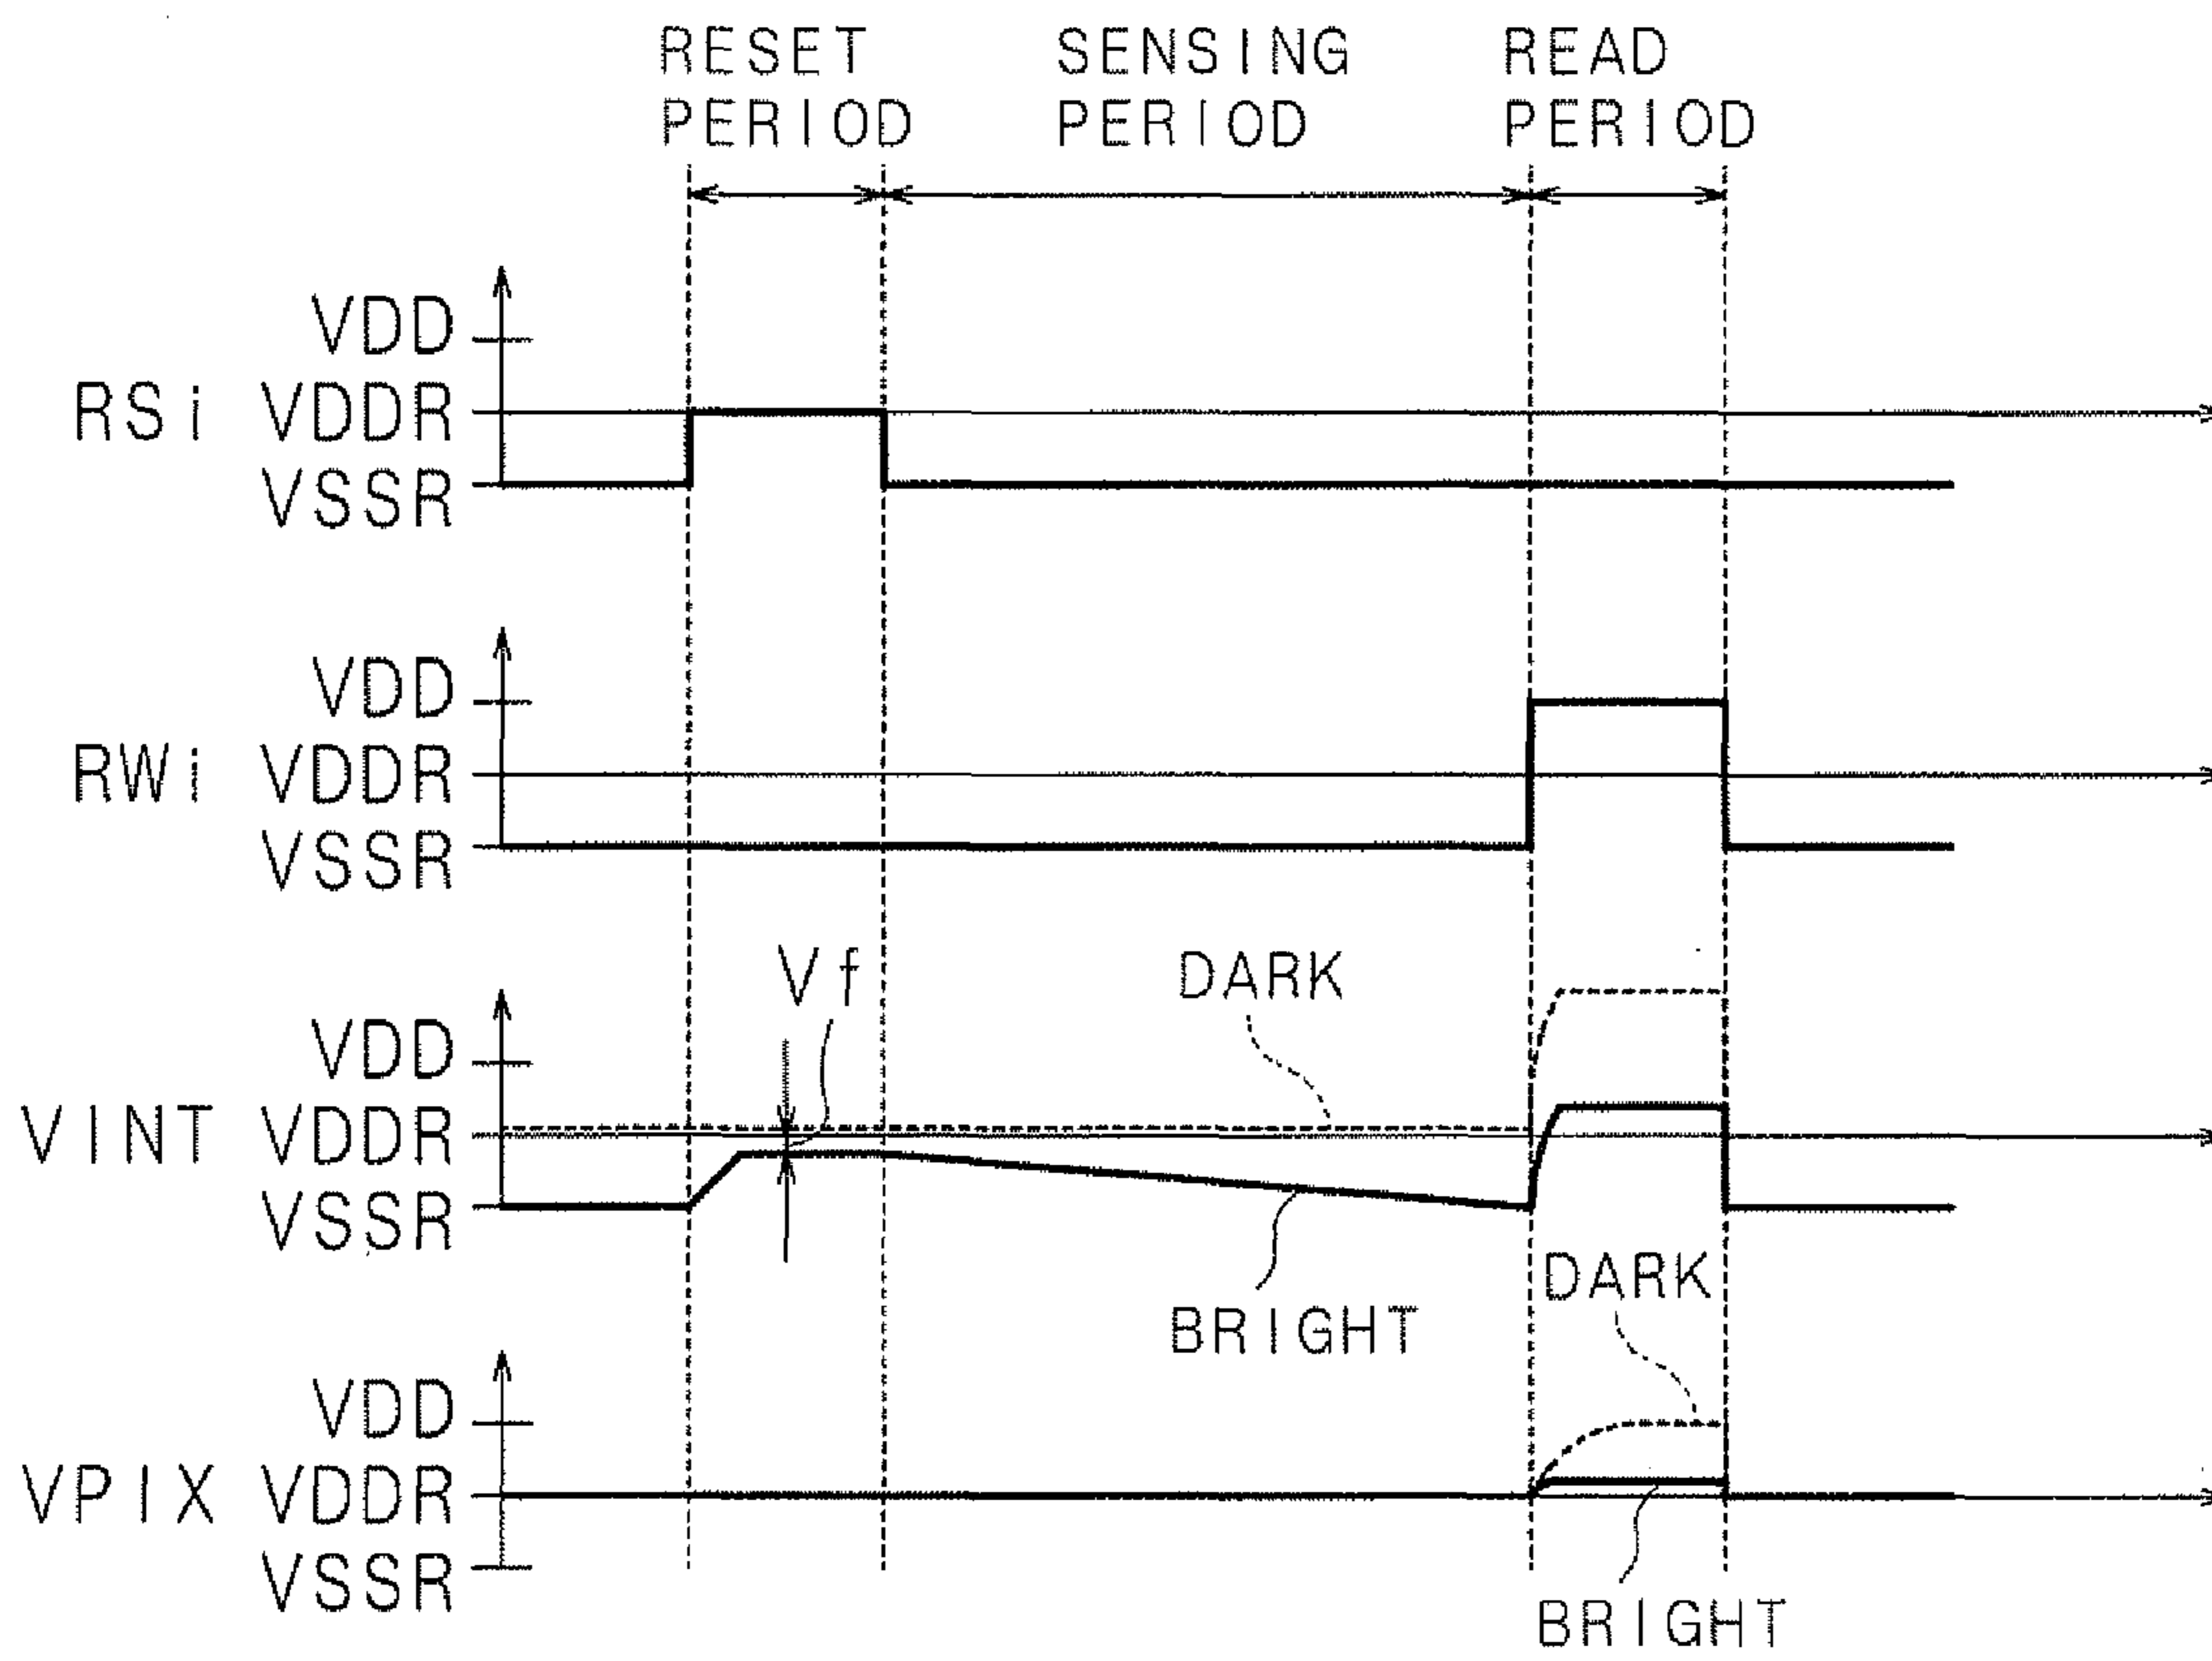 RESET PERIOD
SENSING PERIOD
READ PERIOD
VDD
RSi VDDR
VSSR
VDD
RWi VDDR
VSSR
Vf
DARK
VDD
VINT VDDR
VSSR
BRIGHT
DARK
VDD
VPIX VDDR
VSSR
BRIGHT